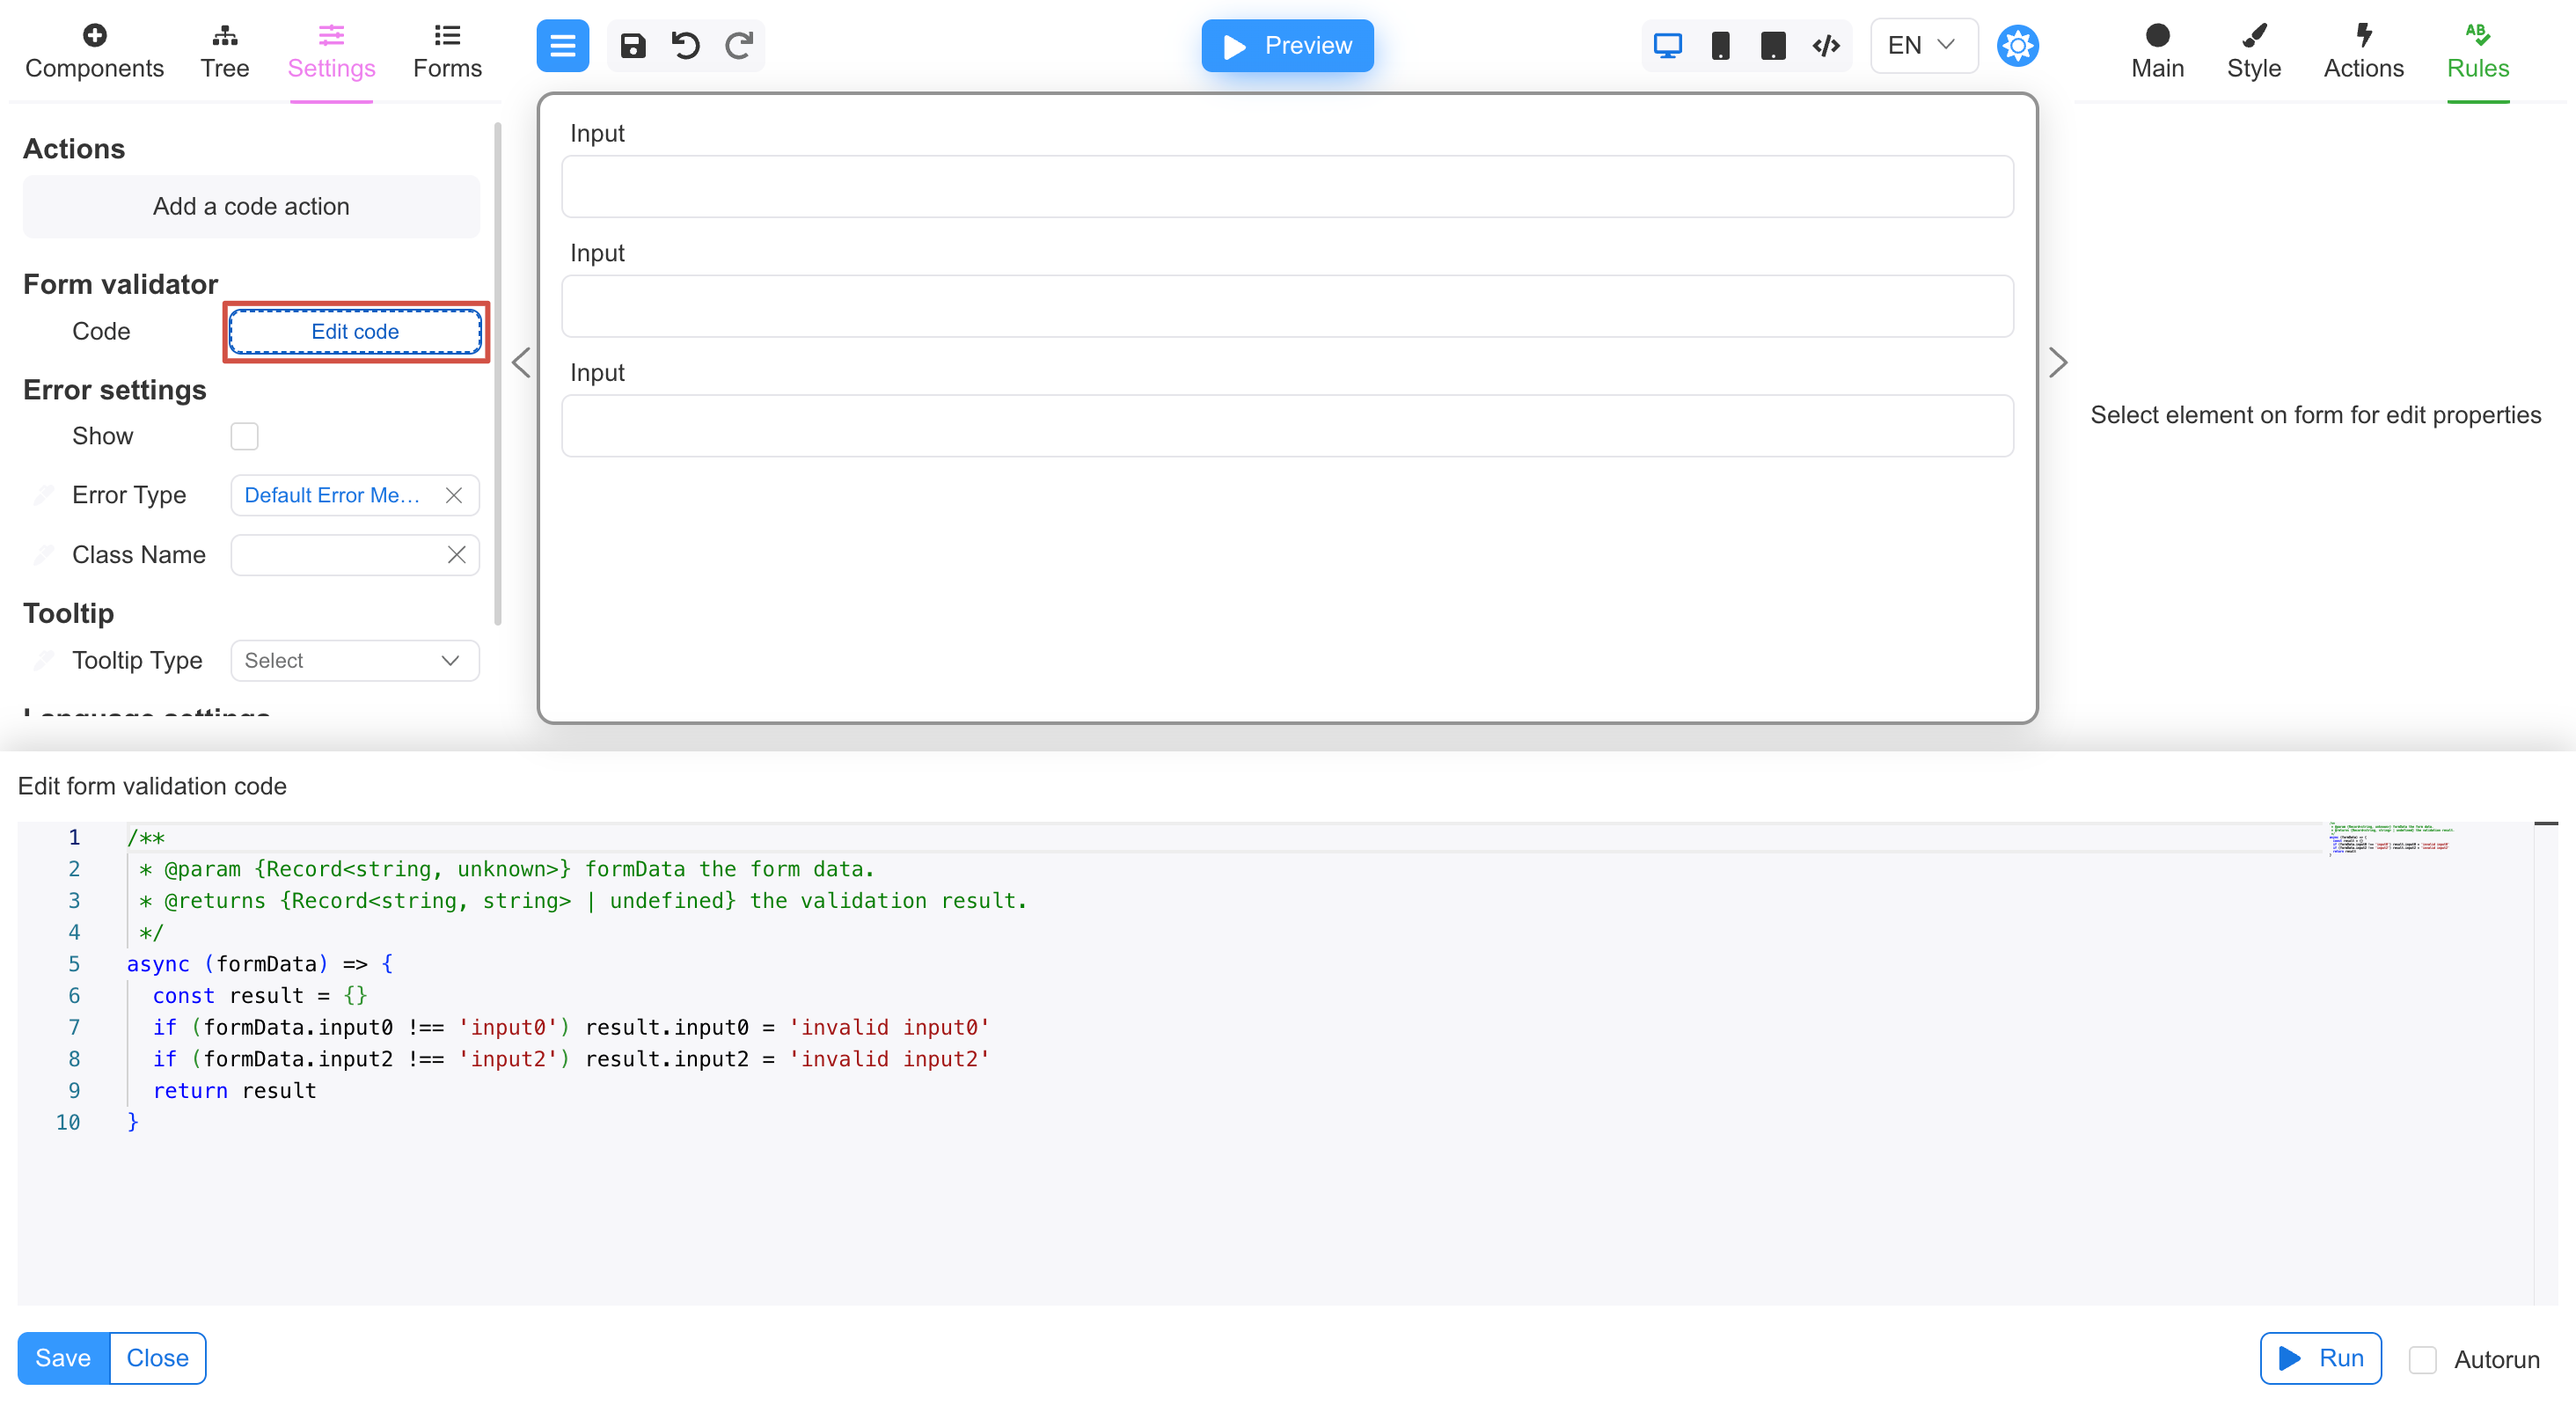 Components
Tree
Settings
Forms
Preview
EN
Main
Style
Actions
AB
Rules
Actions
Add a code action
Form validator
Code
Edit code
Error settings
Show
Error Type
Default Error Me...
Class Name
Tooltip
Tooltip Type
Select
Language settings
Input
Input
Input
Select element on form for edit properties
Edit form validation code
1 /**
2 * @param {Record<string, unknown>} formData the form data.
3 * @returns {Record<string, string> | undefined} the validation result.
4 */
5 async (formData) => {
6 const result = {}
7 if (formData.input0 !== 'input0') result.input0 = 'invalid input0'
8 if (formData.input2 !== 'input2') result.input2 = 'invalid input2'
9 return result
10 }
Save
Close
Run
Autorun